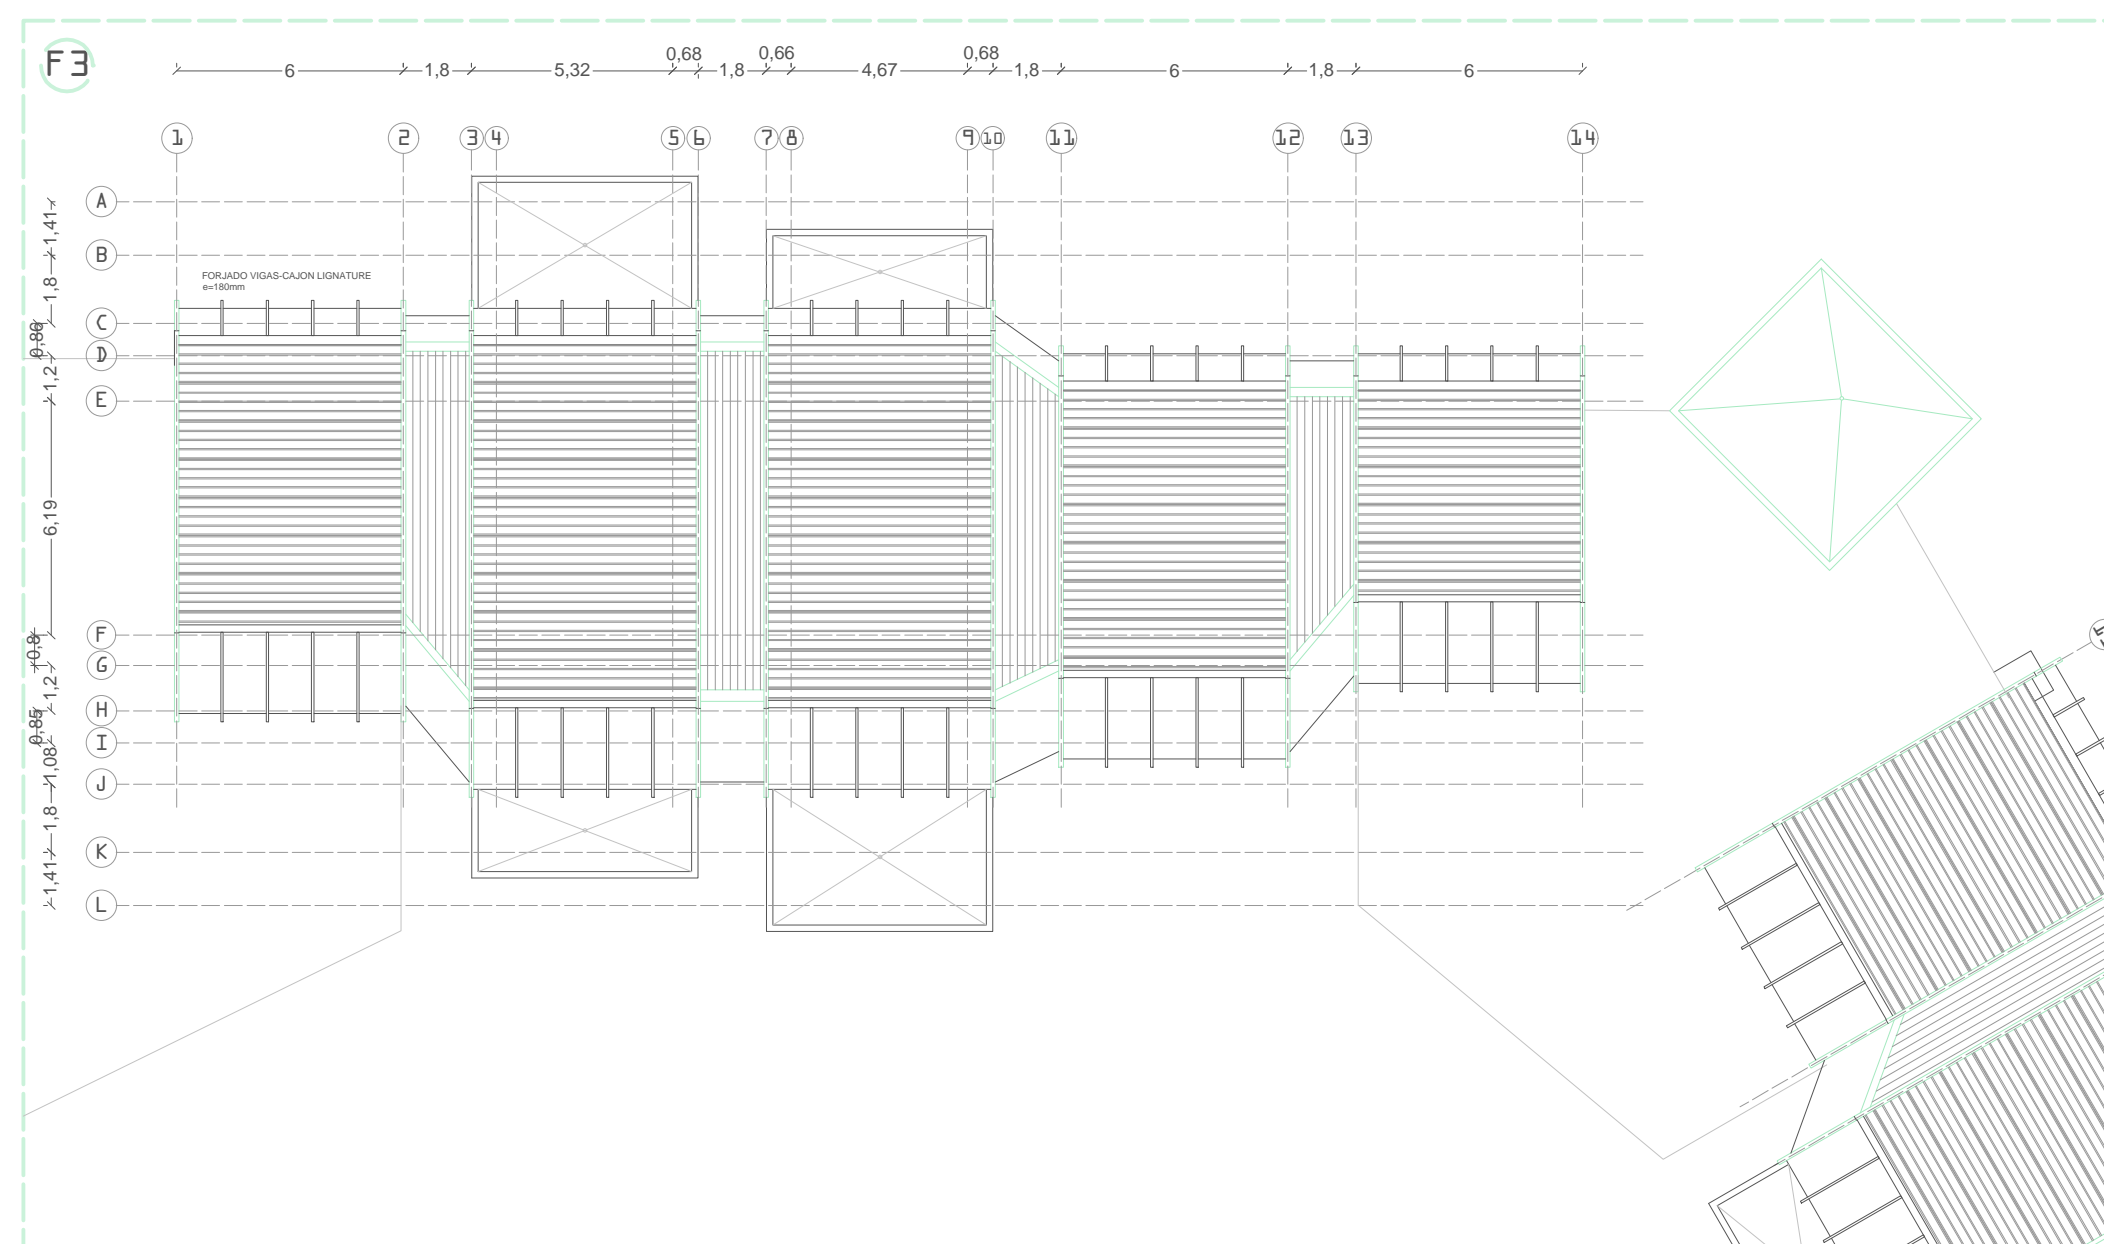 F3
0,68 0,66 0,68
6 1,8 5,32 1,8 4,67 1,8 6 1,8 6
1 2 3 4 5 6 7 8 9 10 11 12 13 14
A
1,41
B
FORJADO VIGAS-CAJON LIGNATURE
e=180mm
1,8
C
0,86
D
1,2
E
6,19
F
0,8
G
1,2
H
0,85
I
1,08
J
1,8
K
1,41
L